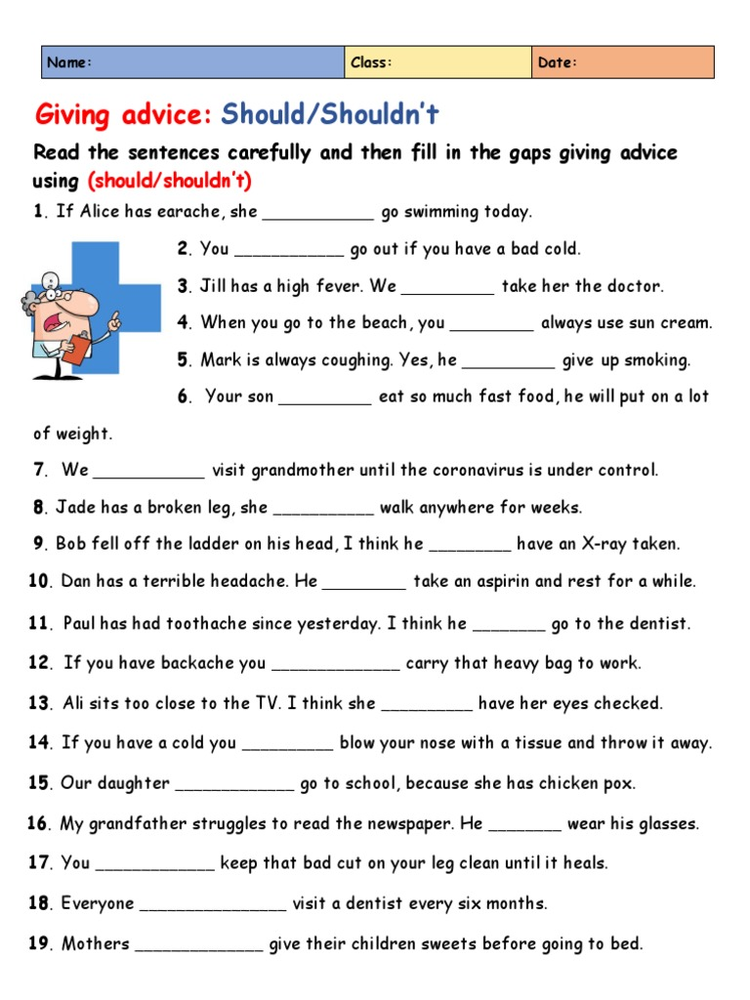 Name: Class: Date:
Giving advice: Should/Shouldn't
Read the sentences carefully and then fill in the gaps giving advice
using (should/shouldn't)
1. If Alice has earache, she ___________ go swimming today.
2. You ___________ go out if you have a bad cold.
3. Jill has a high fever. We _________ take her the doctor.
4. When you go to the beach, you ________ always use sun cream.
5. Mark is always coughing. Yes, he _________ give up smoking.
6. Your son _________ eat so much fast food, he will put on a lot
of weight.
7. We ___________ visit grandmother until the coronavirus is under control.
8. Jade has a broken leg, she __________ walk anywhere for weeks.
9. Bob fell off the ladder on his head, I think he ________ have an X-ray taken.
10. Dan has a terrible headache. He ________ take an aspirin and rest for a while.
11. Paul has had toothache since yesterday. I think he _______ go to the dentist.
12. If you have backache you _____________ carry that heavy bag to work.
13. Ali sits too close to the TV. I think she _________ have her eyes checked.
14. If you have a cold you _________ blow your nose with a tissue and throw it away.
15. Our daughter ____________ go to school, because she has chicken pox.
16. My grandfather struggles to read the newspaper. He _______ wear his glasses.
17. You ____________ keep that bad cut on your leg clean until it heals.
18. Everyone _______________ visit a dentist every six months.
19. Mothers _____________ give their children sweets before going to bed.